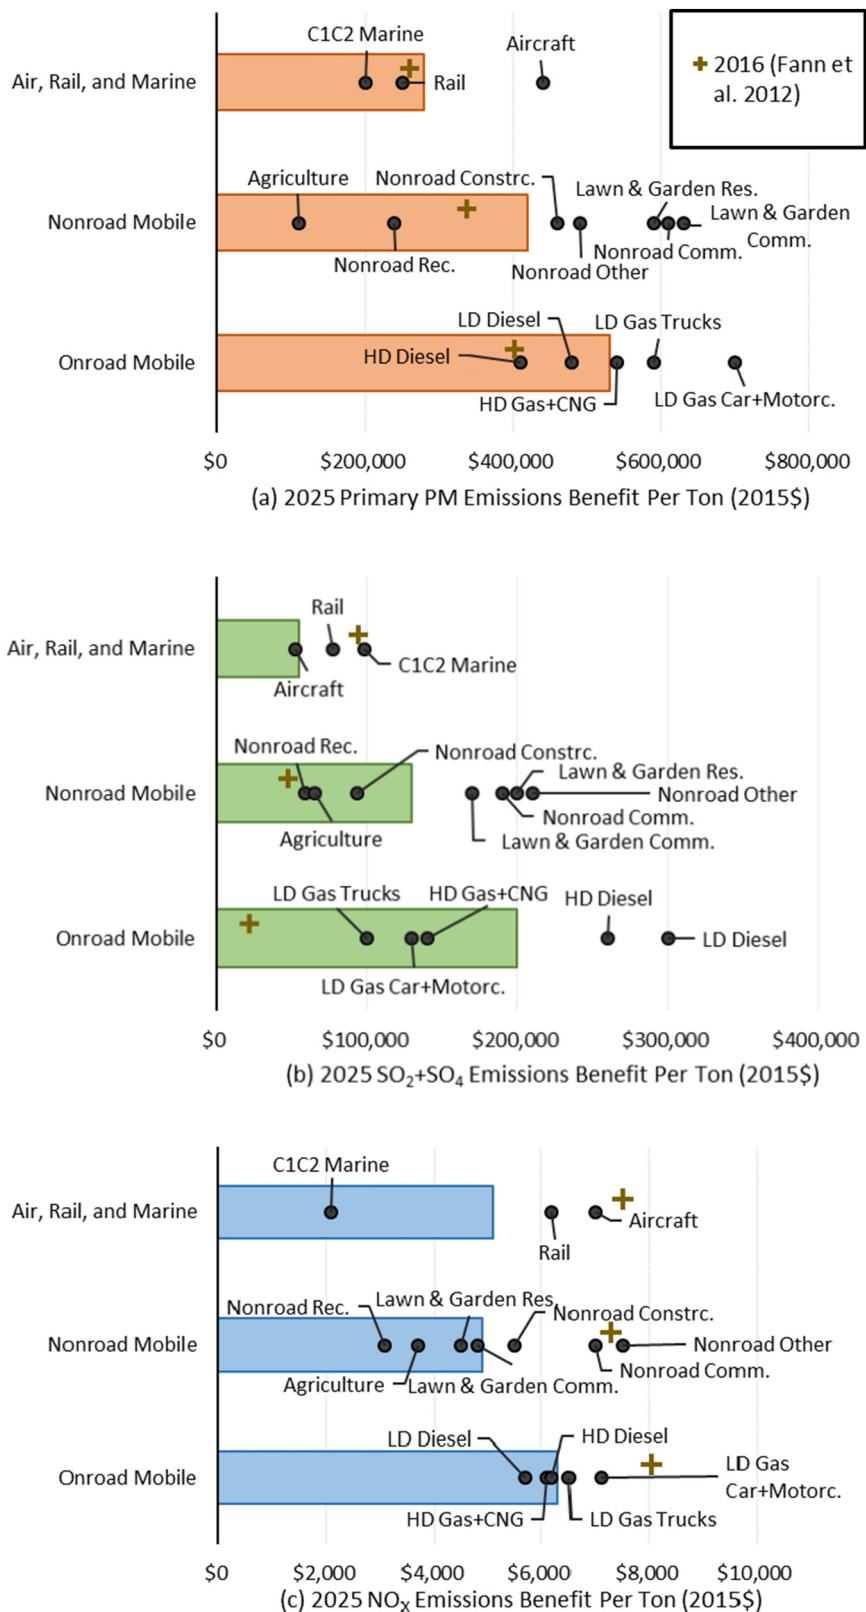 C1C2 Marine
Aircraft
Air, Rail, and Marine
Rail
2016 (Fann et
al. 2012)
Agriculture
Nonroad Constrc.
Lawn & Garden Res.
Nonroad Mobile
Lawn & Garden
Comm.
Nonroad Rec.
Nonroad Comm.
Nonroad Other
LD Diesel
LD Gas Trucks
Onroad Mobile
HD Diesel
HD Gas+CNG
LD Gas Car+Motorc.
$0 $200,000 $400,000 $600,000 $800,000
(a) 2025 Primary PM Emissions Benefit Per Ton (2015$)
Rail
Air, Rail, and Marine
C1C2 Marine
Aircraft
Nonroad Rec.
Nonroad Constrc.
Lawn & Garden Res.
Nonroad Mobile
Nonroad Other
Nonroad Comm.
Agriculture
Lawn & Garden Comm.
LD Gas Trucks
HD Gas+CNG
HD Diesel
Onroad Mobile
LD Diesel
LD Gas Car+Motorc.
$0 $100,000 $200,000 $300,000 $400,000
(b) 2025 SO₂+SO₄ Emissions Benefit Per Ton (2015$)
C1C2 Marine
Air, Rail, and Marine
Aircraft
Rail
Nonroad Rec.
Lawn & Garden Res.
Nonroad Constrc.
Nonroad Mobile
Nonroad Other
Nonroad Comm.
Agriculture
Lawn & Garden Comm.
LD Diesel
HD Diesel
Onroad Mobile
LD Gas
Car+Motorc.
HD Gas+CNG
LD Gas Trucks
$0 $2,000 $4,000 $6,000 $8,000 $10,000
(c) 2025 NOX Emissions Benefit Per Ton (2015$)